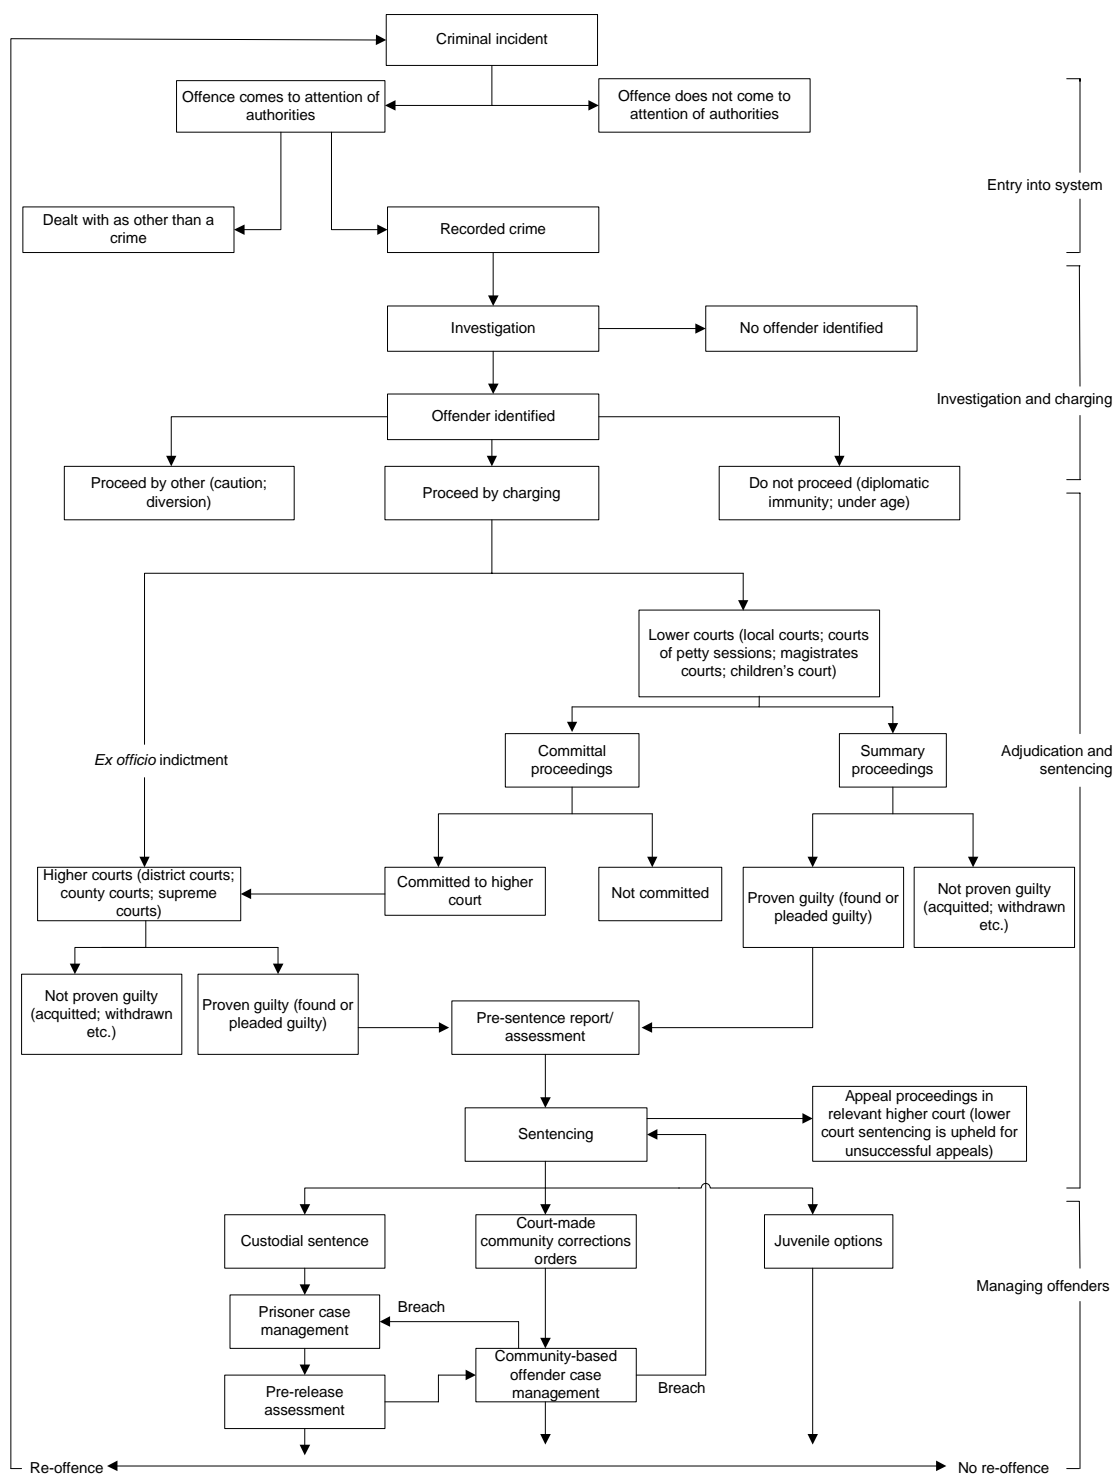 Criminal incident
Offence comes to attention of
authorities
Offence does not come to
attention of authorities
Entry into system
Dealt with as other than a
crime
Recorded crime
Investigation
No offender identified
Investigation and charging
Offender identified
Proceed by other (caution;
diversion)
Proceed by charging
Do not proceed (diplomatic
immunity; under age)
Lower courts (local courts; courts
of petty sessions; magistrates
courts; children's court)
Ex officio indictment
Committal
proceedings
Summary
proceedings
Adjudication and
sentencing
Higher courts (district courts;
county courts; supreme
courts)
Committed to higher
court
Not committed
Proven guilty (found or
pleaded guilty)
Not proven guilty
(acquitted; withdrawn
etc.)
Not proven guilty
(acquitted; withdrawn
etc.)
Proven guilty (found or
pleaded guilty)
Pre-sentence report/
assessment
Sentencing
Appeal proceedings in
relevant higher court (lower
court sentencing is upheld for
unsuccessful appeals)
Custodial sentence
Court-made
community corrections
orders
Juvenile options
Managing offenders
Prisoner case
management
Breach
Community-based
offender case
management
Breach
Pre-release
assessment
Re-offence
No re-offence